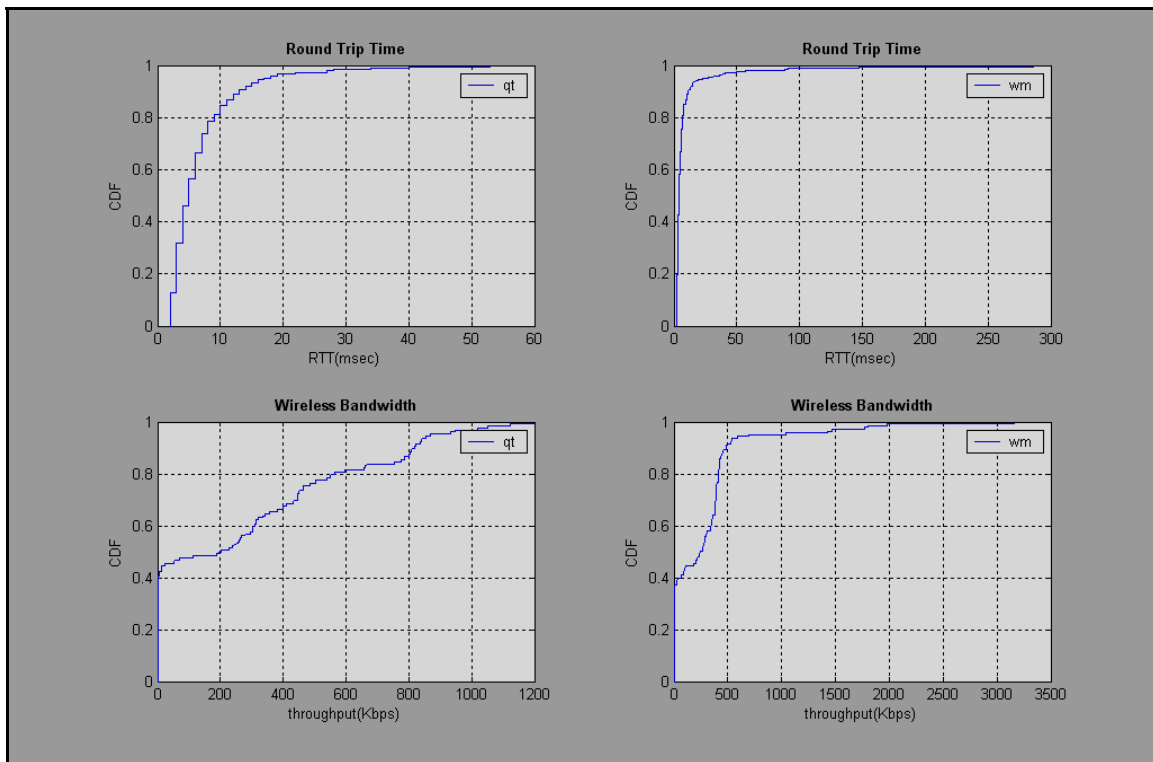 Round Trip Time
1
0.8
0.6
0.4
0.2
0
CDF
qt
0 10 20 30 40 50 60
RTT(msec)
Round Trip Time
1
0.8
0.6
0.4
0.2
0
CDF
wm
0 50 100 150 200 250 300
RTT(msec)
Wireless Bandwidth
1
0.8
0.6
0.4
0.2
0
CDF
qt
0 200 400 600 800 1000 1200
throughput(Kbps)
Wireless Bandwidth
1
0.8
0.6
0.4
0.2
0
CDF
wm
0 500 1000 1500 2000 2500 3000 3500
throughput(Kbps)